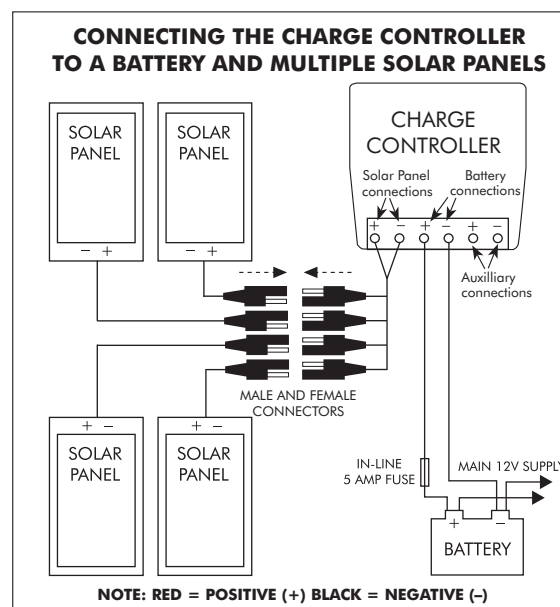 CONNECTING THE CHARGE CONTROLLER
TO A BATTERY AND MULTIPLE SOLAR PANELS
SOLAR
PANEL
− +
SOLAR
PANEL
− +
CHARGE
CONTROLLER
Solar Panel
connections
Battery
connections
+ − + − + −
Auxilliary
connections
MALE AND FEMALE
CONNECTORS
+ −
SOLAR
PANEL
+ −
SOLAR
PANEL
IN-LINE
5 AMP FUSE
MAIN 12V SUPPLY
+ −
BATTERY
NOTE: RED = POSITIVE (+) BLACK = NEGATIVE (–)